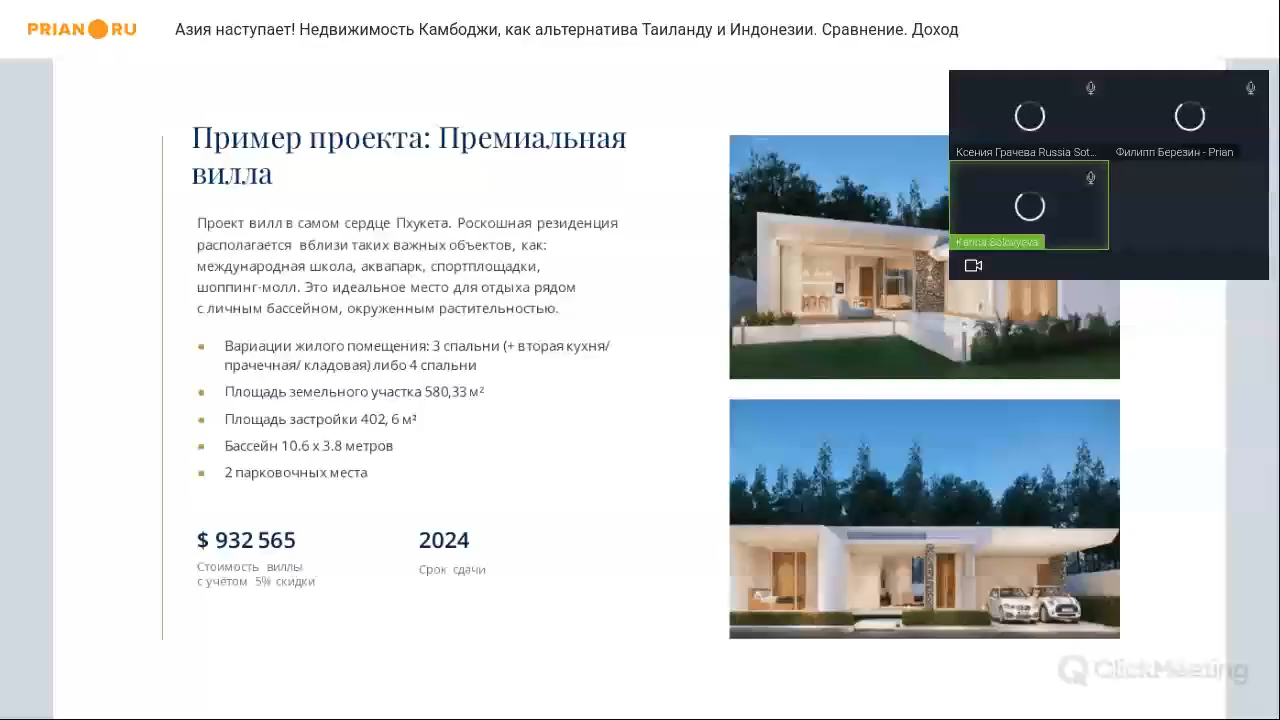 PRIAN RU
Азия наступает! Недвижимость Камбоджи, как альтернатива Таиланду и Индонезии. Сравнение. Доход
Ксения Грачева Russia Sot...
Филипп Березин - Prian
Solovyeva
Пример проекта: Премиальная
вилла
Проект вилл в самом сердце Пхукета. Роскошная резиденция
располагается вблизи таких важных объектов, как:
международная школа, аквапарк, спортплощадки,
шоппинг-молл. Это идеальное место для отдыха рядом
с личным бассейном, окруженным растительностью.
Вариации жилого помещения: 3 спальни (+ вторая кухня/
прачечная/ кладовая) либо 4 спальни
Площадь земельного участка 580,33 м²
Площадь застройки 402, 6 м²
Бассейн 10.6 x 3.8 метров
2 парковочных места
$ 932 565
Стоимость виллы
с учётом 5% скидки
2024
Срок сдачи
ClickMeeting